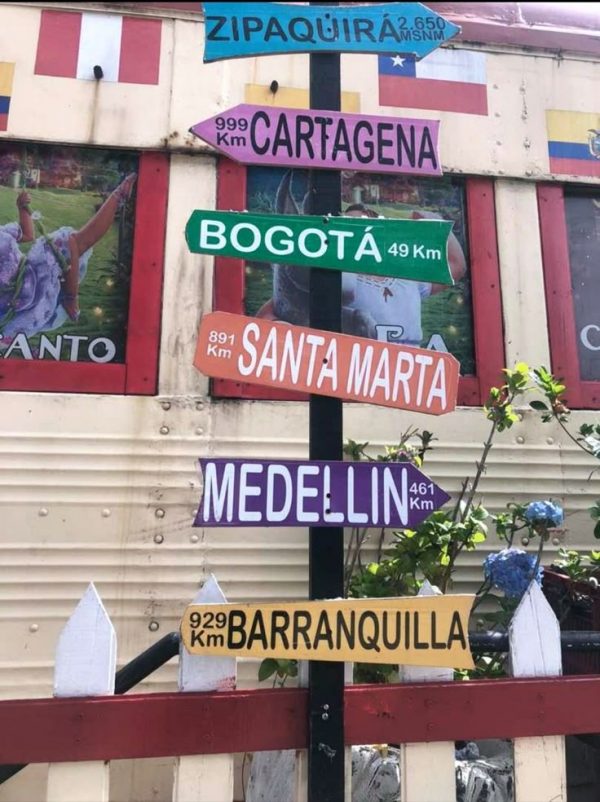 ZIPAQUIRÁ 2.650 MSNM
999 Km CARTAGENA
BOGOTÁ 49 Km
891 Km SANTA MARTA
CANTO
MEDELLIN 461 Km
929 Km BARRANQUILLA